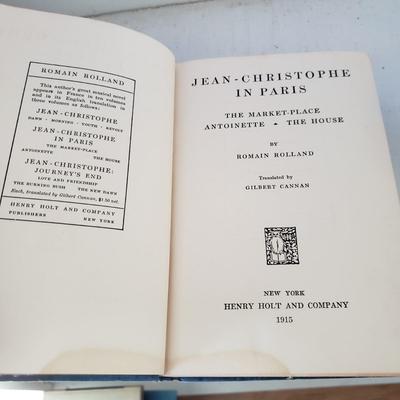 ROMAIN ROLLAND
This author's great musical novel
appears in France in ten volumes
and in its English translation in
three volumes as follows:
JEAN-CHRISTOPHE
DAWN · MORNING · YOUTH · REVOLT
JEAN-CHRISTOPHE
IN PARIS
THE MARKET-PLACE
ANTOINETTE THE HOUSE
JEAN-CHRISTOPHE:
JOURNEY'S END
LOVE AND FRIENDSHIP
THE BURNING BUSH THE NEW DAWN
Each, translated by Gilbert Cannan, $1.50 net.
HENRY HOLT AND COMPANY
PUBLISHERS NEW YORK
JEAN-CHRISTOPHE
IN PARIS
THE MARKET-PLACE
ANTOINETTE · THE HOUSE
BY
ROMAIN ROLLAND
Translated by
GILBERT CANNAN
NEW YORK
HENRY HOLT AND COMPANY
1915